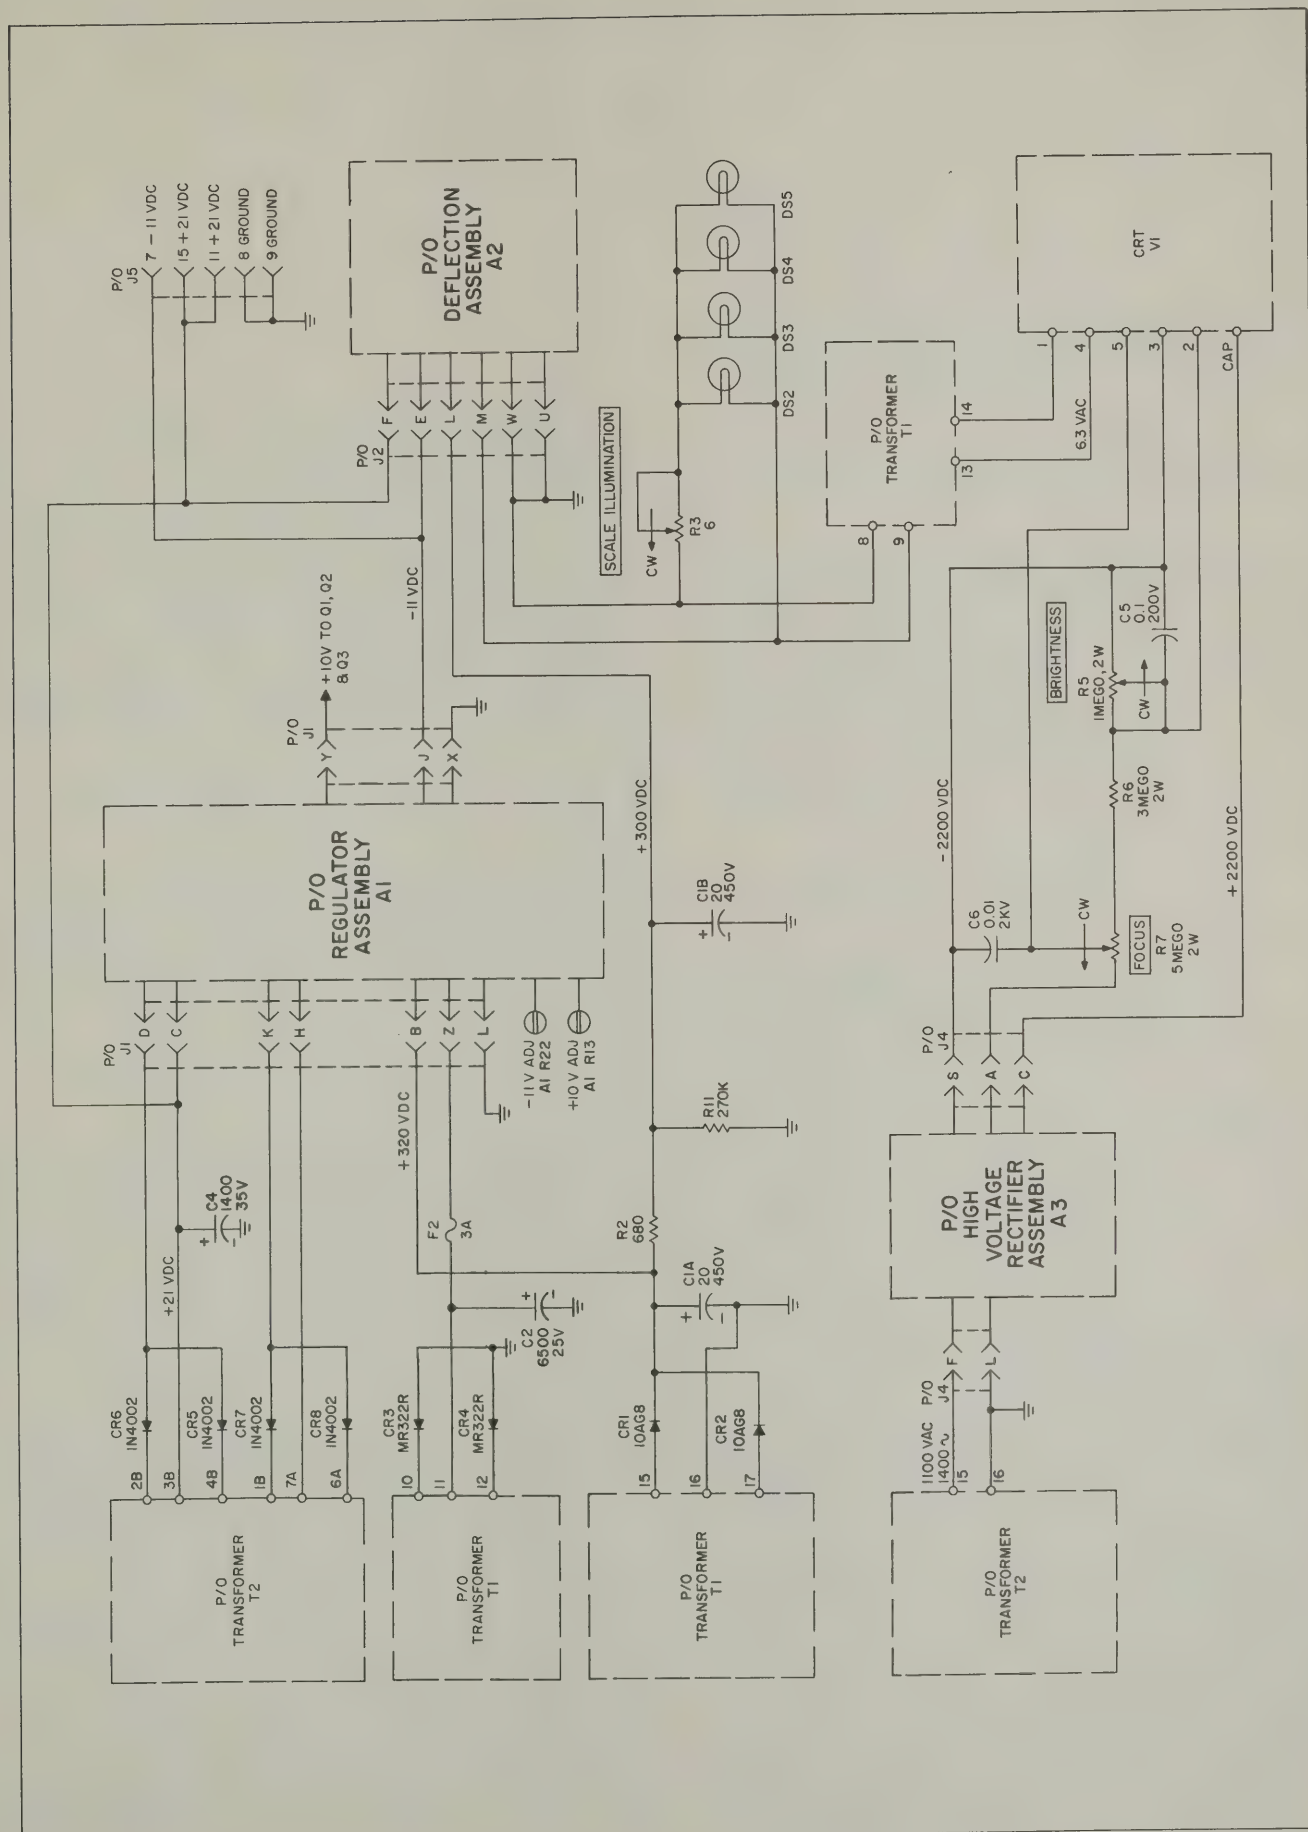 P/O
TRANSFORMER
T2
2B
3B
4B
1B
7A
6A
CR6
1N4002
CR5
1N4002
CR7
1N4002
CR8
1N4002
+21 VDC
+
C4
1400
35V
-
P/O
J1
D
C
K
H
B
Z
L
-11 V ADJ
A1 R22
+10 V ADJ
A1 R13
P/O
REGULATOR
ASSEMBLY
A1
P/O
J1
Y
J
X
+10V TO Q1, Q2
& Q3
-11 VDC
P/O
J5
7 - 11 VDC
15 + 21 VDC
11 + 21 VDC
8 GROUND
9 GROUND
P/O
J2
F
E
L
M
W
U
P/O
DEFLECTION
ASSEMBLY
A2
P/O
TRANSFORMER
T1
10
11
12
CR3
MR322R
CR4
MR322R
+
C2
6500
25V
-
F2
3A
+320 VDC
P/O
TRANSFORMER
T1
15
16
17
CR1
10AG8
CR2
10AG8
+
C1A
20
450V
-
R2
680
R11
270K
+
C1B
20
450V
-
+300 VDC
SCALE ILLUMINATION
CW
R3
6
DS2
DS3
DS4
DS5
P/O
TRANSFORMER
T1
8
9
13
14
6.3 VAC
P/O
TRANSFORMER
T2
1100 VAC
1400 ~
15
16
P/O
J4
F
L
P/O
HIGH
VOLTAGE
RECTIFIER
ASSEMBLY
A3
P/O
J4
S
A
C
- 2200 VDC
C6
0.01
2KV
CW
FOCUS
R7
5MEGO
2W
R6
3MEGO
2W
BRIGHTNESS
R5
1MEGO, 2W
CW
C5
0.1
200V
+ 2200 VDC
1
4
5
3
2
CAP
CRT
V1